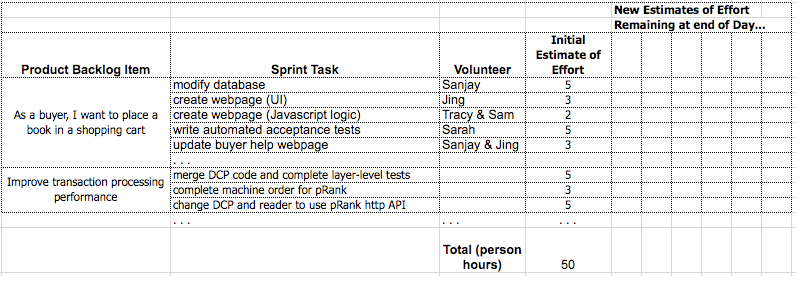 New Estimates of Effort
Remaining at end of Day...
Product Backlog Item Sprint Task Volunteer Initial Estimate of Effort
As a buyer, I want to place a book in a shopping cart
modify database Sanjay 5
create webpage (UI) Jing 3
create webpage (Javascript logic) Tracy & Sam 2
write automated acceptance tests Sarah 5
update buyer help webpage Sanjay & Jing 3
. . .
Improve transaction processing performance
merge DCP code and complete layer-level tests 5
complete machine order for pRank 3
change DCP and reader to use pRank http API 5
. . . . . . . . .
Total (person hours) 50